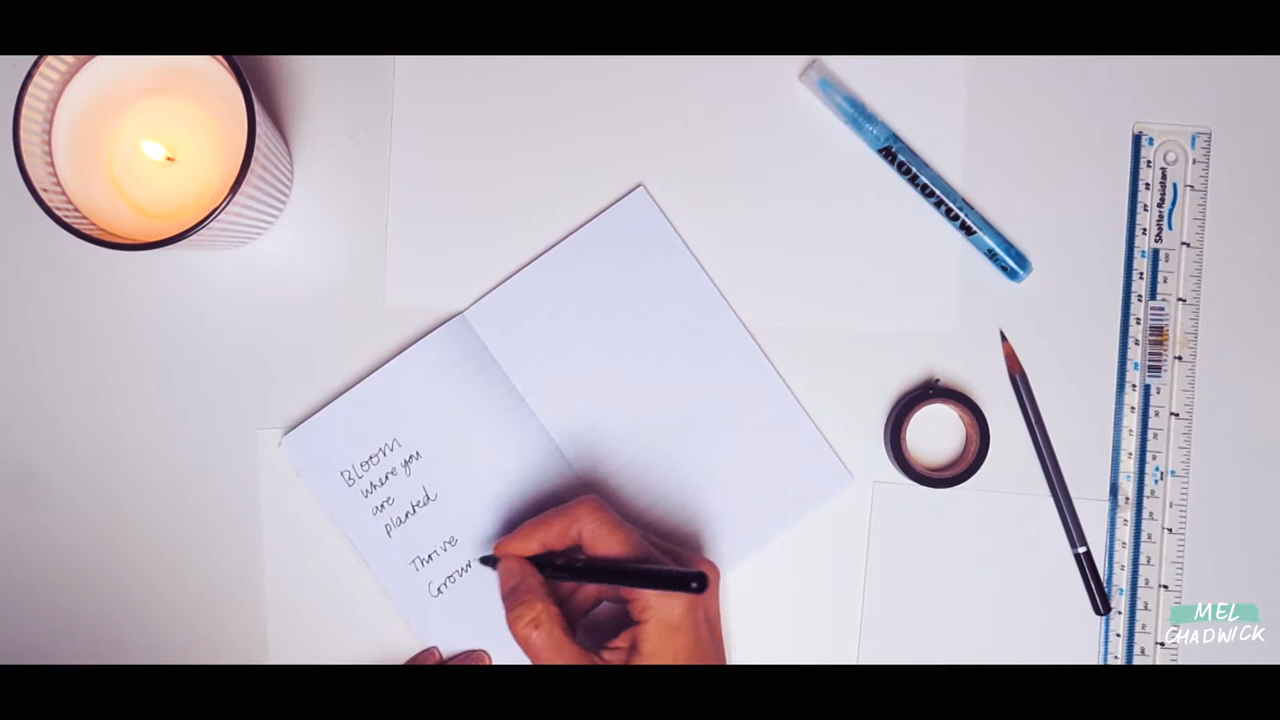 Bloom
where you
are
planted
Thrive
Grow
MOLOTOW
Shatter Resistant
MEL
CHADWICK